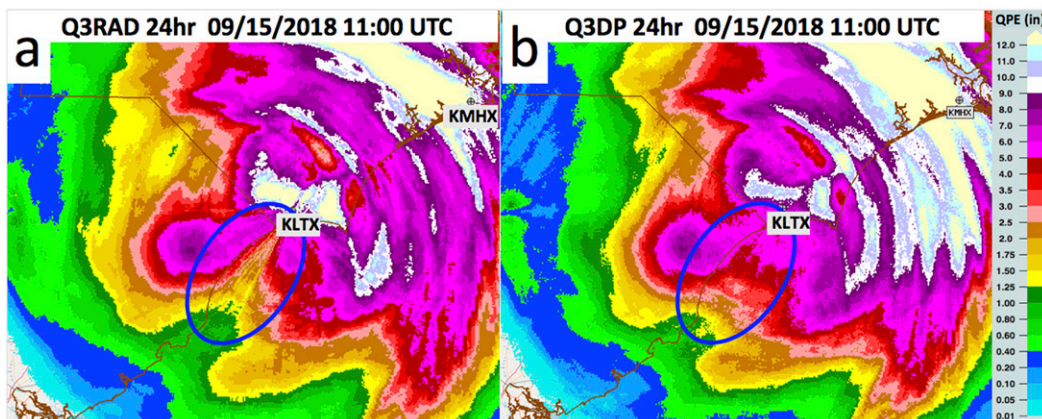 a
Q3RAD 24hr 09/15/2018 11:00 UTC
KMHX
KLTX
b
Q3DP 24hr 09/15/2018 11:00 UTC
KMHX
KLTX
QPE (in)
12.0
11.0
10.0
9.0
8.0
7.0
6.0
5.0
4.0
3.0
2.5
2.0
1.75
1.50
1.25
1.00
0.80
0.60
0.40
0.20
0.10
0.05
0.01